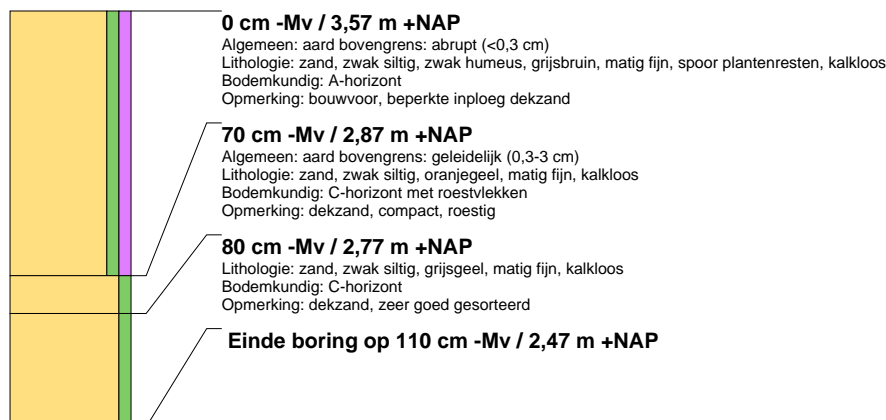 0 cm -Mv / 3,57 m +NAP
Algemeen: aard bovengrens: abrupt (<0,3 cm)
Lithologie: zand, zwak siltig, zwak humeus, grijsbruin, matig fijn, spoor plantenresten, kalkloos
Bodemkundig: A-horizont
Opmerking: bouwvoor, beperkte inploeg dekzand
70 cm -Mv / 2,87 m +NAP
Algemeen: aard bovengrens: geleidelijk (0,3-3 cm)
Lithologie: zand, zwak siltig, oranjegeel, matig fijn, kalkloos
Bodemkundig: C-horizont met roestvlekken
Opmerking: dekzand, compact, roestig
80 cm -Mv / 2,77 m +NAP
Lithologie: zand, zwak siltig, grijsgeel, matig fijn, kalkloos
Bodemkundig: C-horizont
Opmerking: dekzand, zeer goed gesorteerd
Einde boring op 110 cm -Mv / 2,47 m +NAP